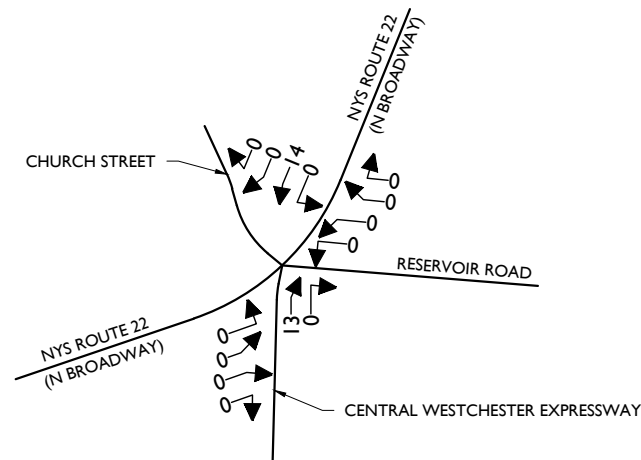 NYS ROUTE 22
(N BROADWAY)
CHURCH STREET
0
0
14
0
0
0
0
0
RESERVOIR ROAD
NYS ROUTE 22
(N BROADWAY)
13
0
0
0
0
0
CENTRAL WESTCHESTER EXPRESSWAY